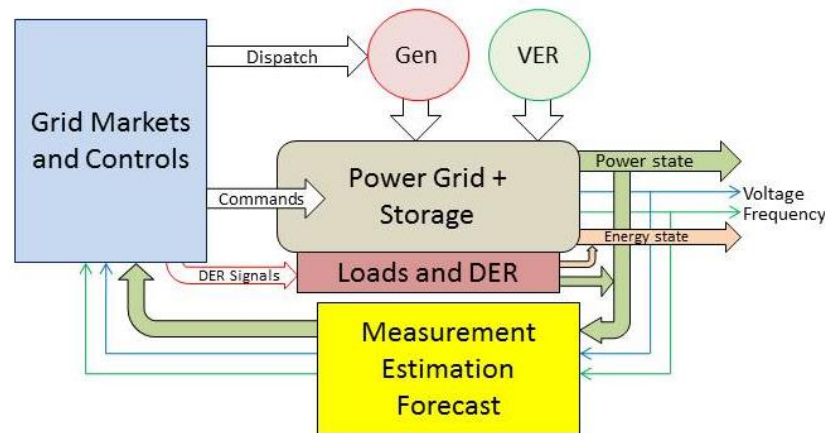 Dispatch
Gen
VER
Grid Markets
and Controls
Power Grid +
Storage
Power state
Commands
Voltage
Frequency
Energy state
DER Signals
Loads and DER
Measurement
Estimation
Forecast